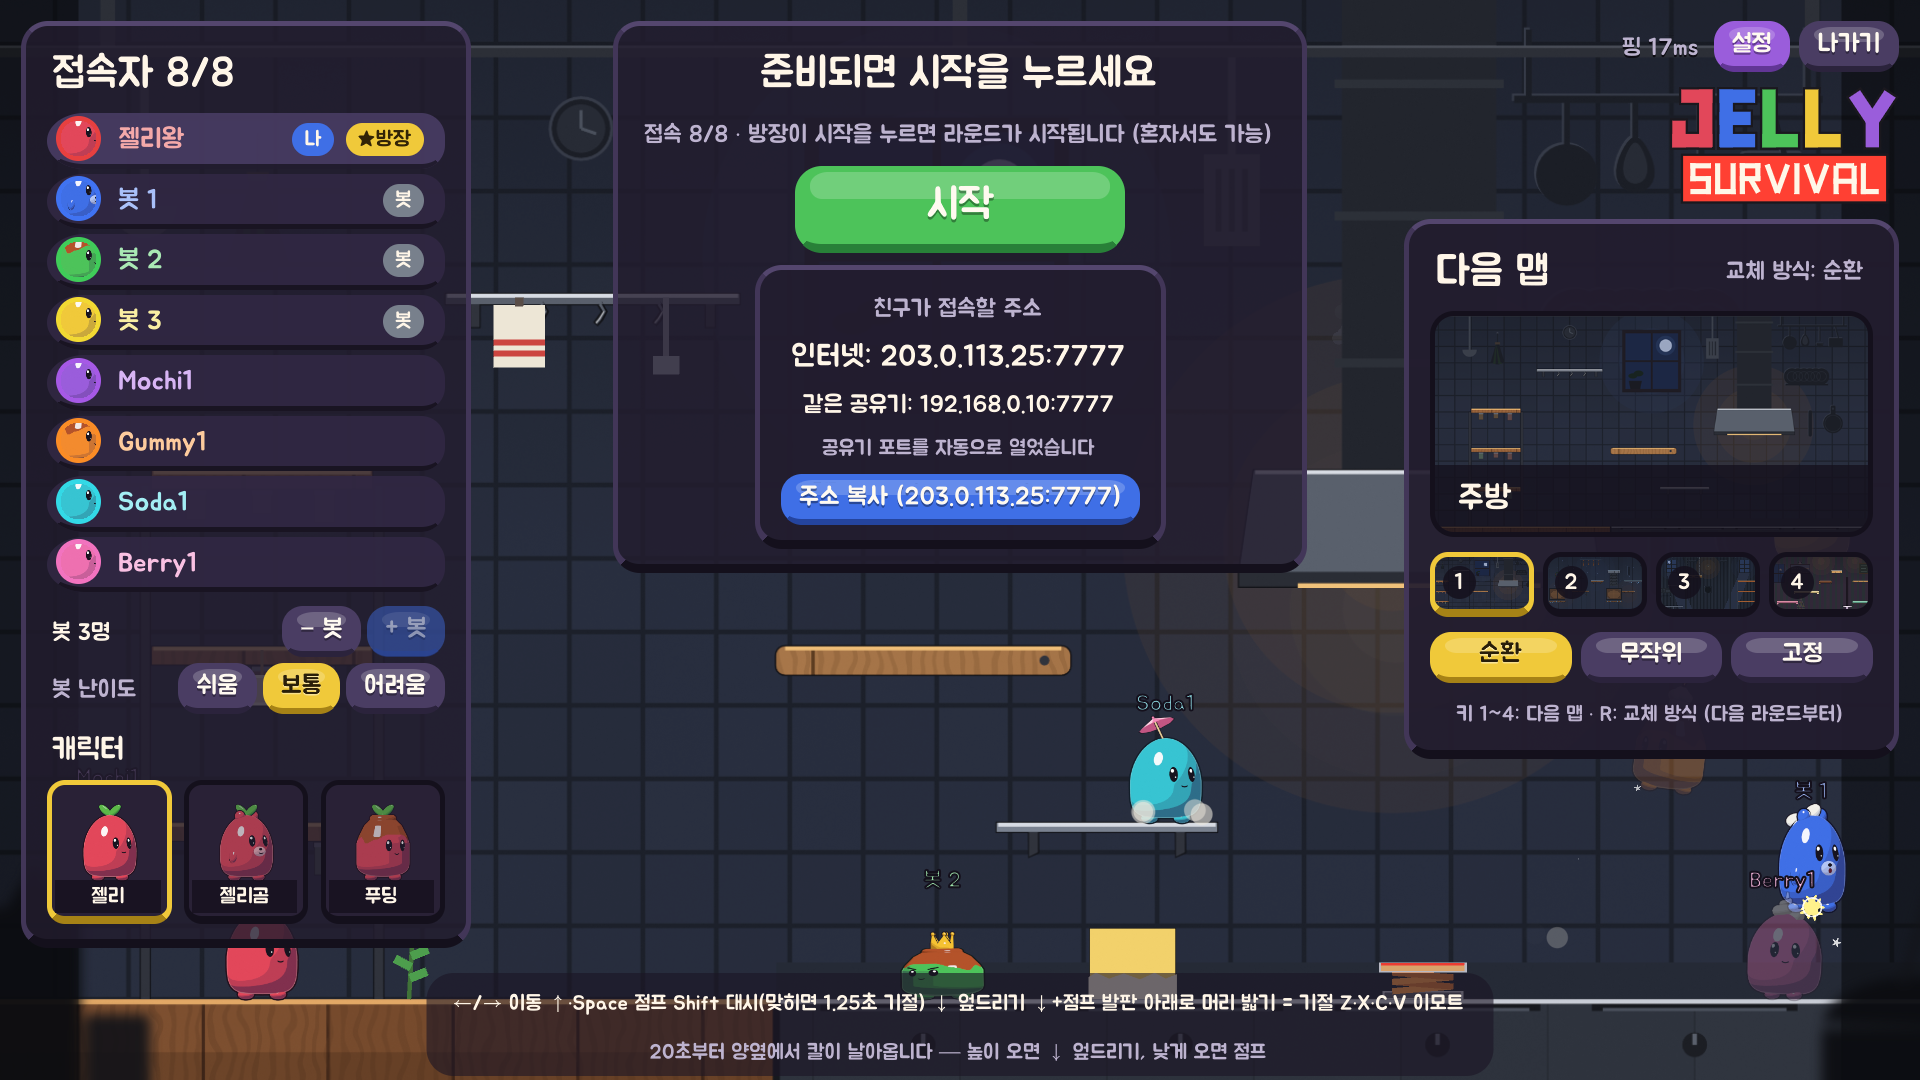 접속자 8/8
젤리왕 나 ★방장
봇 1 봇
봇 2 봇
봇 3 봇
Mochi1
Gummy1
Soda1
Berry1
봇 3명 − 봇 + 봇
봇 난이도 쉬움 보통 어려움
캐릭터
Mochi1
젤리 젤리곰 푸딩
준비되면 시작을 누르세요
접속 8/8 · 방장이 시작을 누르면 라운드가 시작됩니다 (혼자서도 가능)
시작
친구가 접속할 주소
인터넷: 203.0.113.25:7777
같은 공유기: 192.168.0.10:7777
공유기 포트를 자동으로 열었습니다
주소 복사 (203.0.113.25:7777)
핑 17ms 설정 나가기
JELLY
SURVIVAL
다음 맵 교체 방식: 순환
주방
1 2 3 4
순환 무작위 고정
키 1~4: 다음 맵 · R: 교체 방식 (다음 라운드부터)
Soda1
봇 1
봇 2
Berry1
←/→ 이동 ↑·Space 점프 Shift 대시(맞히면 1.25초 기절) ↓ 엎드리기 ↓+점프 발판 아래로 머리 밟기 = 기절 Z·X·C·V 이모트
20초부터 양옆에서 칼이 날아옵니다 — 높이 오면 ↓ 엎드리기, 낮게 오면 점프